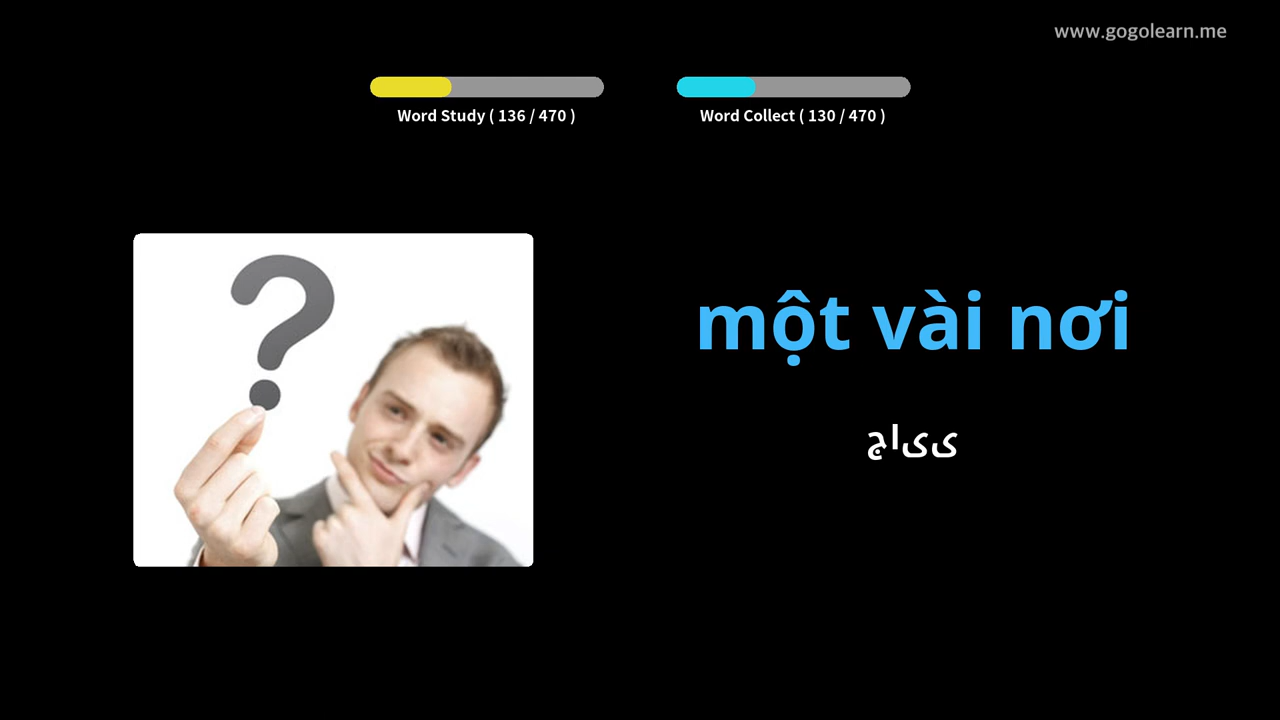 www.gogolearn.me
Word Study ( 136 / 470 )
Word Collect ( 130 / 470 )
một vài nơi
جایی